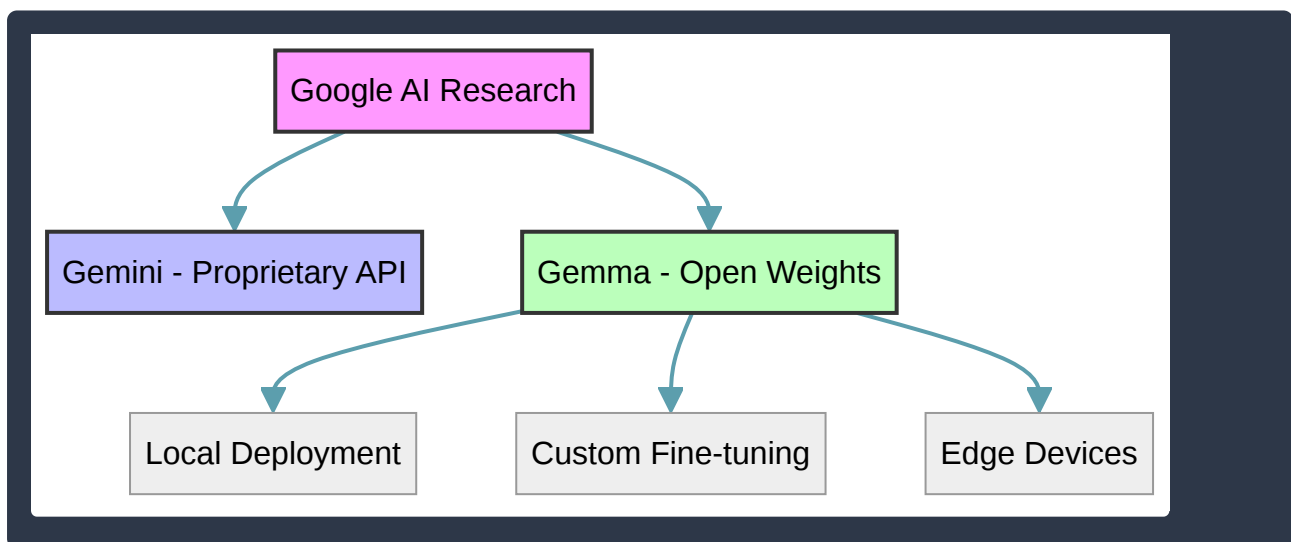 Google AI Research
Gemini - Proprietary API
Gemma - Open Weights
Local Deployment
Custom Fine-tuning
Edge Devices